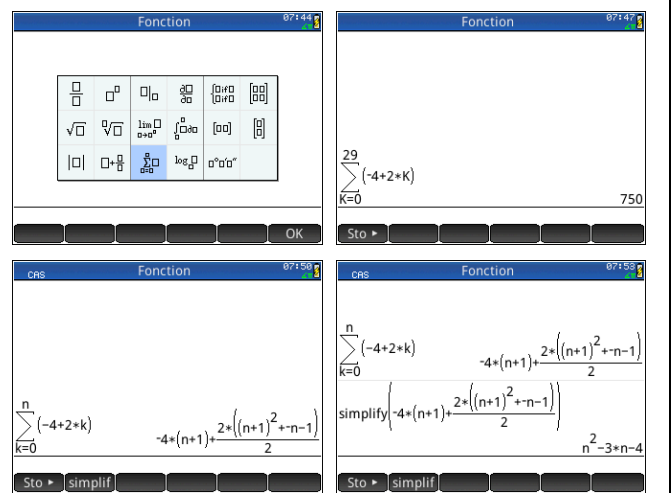 Fonction 07:44
lim
log
OK
Fonction 07:47
29
∑ (-4+2*K)
K=0
750
Sto ▸
CAS Fonction 07:50
n
∑ (-4+2*k)
k=0
-4*(n+1)+ 2*((n+1)^2+-n-1) / 2
Sto ▸ simplif
CAS Fonction 07:53
n
∑ (-4+2*k)
k=0
-4*(n+1)+ 2*((n+1)^2+-n-1) / 2
simplify(-4*(n+1)+ 2*((n+1)^2+-n-1) / 2)
n^2-3*n-4
Sto ▸ simplif